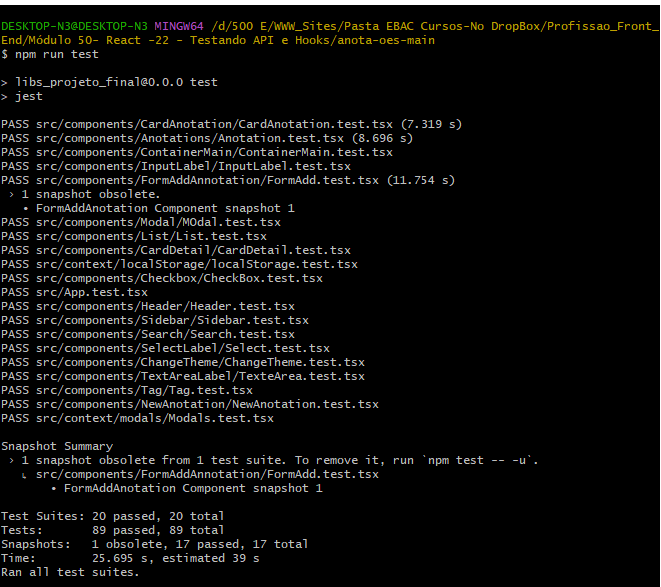 DESKTOP-N3@DESKTOP-N3 MINGW64 /d/500 E/WWW_Sites/Pasta EBAC Cursos-No DropBox/Profissao_Front_
End/Módulo 50- React -22 - Testando API e Hooks/anota-oes-main
$ npm run test
> libs_projeto_final@0.0.0 test
> jest
PASS src/components/CardAnotation/CardAnotation.test.tsx (7.319 s)
PASS src/components/Anotations/Anotation.test.tsx (8.696 s)
PASS src/components/ContainerMain/ContainerMain.test.tsx
PASS src/components/InputLabel/InputLabel.test.tsx
PASS src/components/FormAddAnnotation/FormAdd.test.tsx (11.754 s)
› 1 snapshot obsolete.
• FormAddAnotation Component snapshot 1
PASS src/components/Modal/MOdal.test.tsx
PASS src/components/List/List.test.tsx
PASS src/components/CardDetail/CardDetail.test.tsx
PASS src/context/localStorage/localStorage.test.tsx
PASS src/components/Checkbox/CheckBox.test.tsx
PASS src/App.test.tsx
PASS src/components/Header/Header.test.tsx
PASS src/components/Sidebar/Sidebar.test.tsx
PASS src/components/Search/Search.test.tsx
PASS src/components/SelectLabel/Select.test.tsx
PASS src/components/ChangeTheme/ChangeTheme.test.tsx
PASS src/components/TextAreaLabel/TexteArea.test.tsx
PASS src/components/Tag/Tag.test.tsx
PASS src/components/NewAnotation/NewAnotation.test.tsx
PASS src/context/modals/Modals.test.tsx
Snapshot Summary
› 1 snapshot obsolete from 1 test suite. To remove it, run `npm test -- -u`.
↳ src/components/FormAddAnnotation/FormAdd.test.tsx
• FormAddAnotation Component snapshot 1
Test Suites: 20 passed, 20 total
Tests: 89 passed, 89 total
Snapshots: 1 obsolete, 17 passed, 17 total
Time: 25.695 s, estimated 39 s
Ran all test suites.